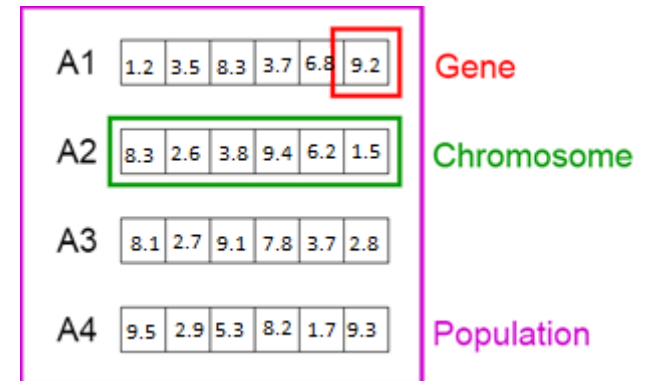 A1 1.2 3.5 8.3 3.7 6.8 9.2 Gene
A2 8.3 2.6 3.8 9.4 6.2 1.5 Chromosome
A3 8.1 2.7 9.1 7.8 3.7 2.8
A4 9.5 2.9 5.3 8.2 1.7 9.3 Population